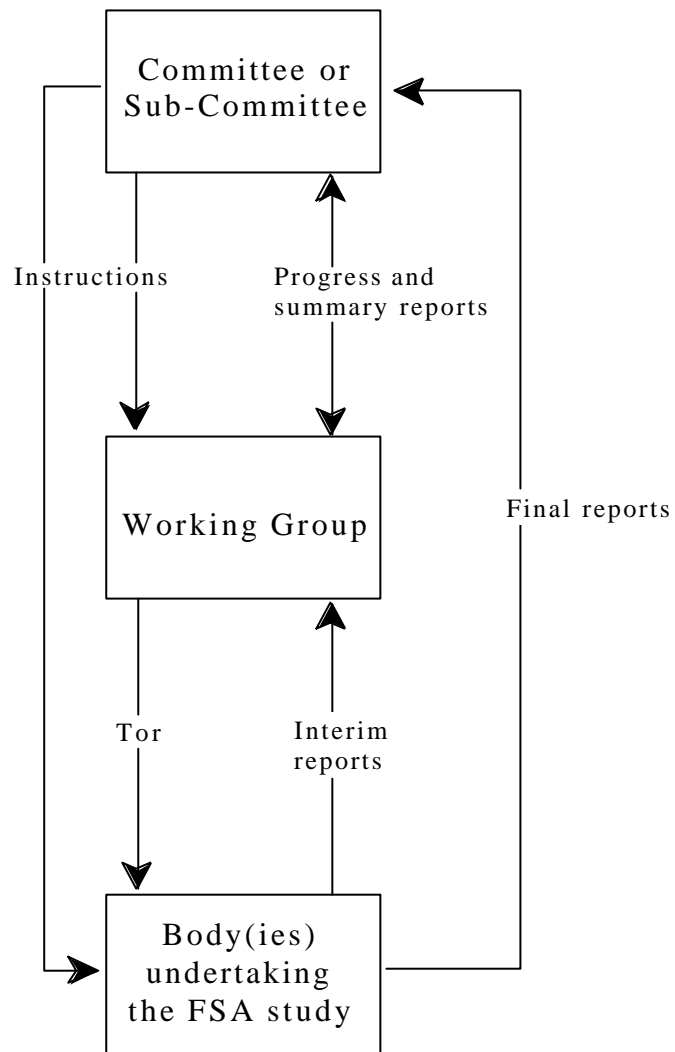 Committee or
Sub-Committee
Instructions
Progress and
summary reports
Working Group
Final reports
Tor
Interim
reports
Body(ies)
undertaking
the FSA study